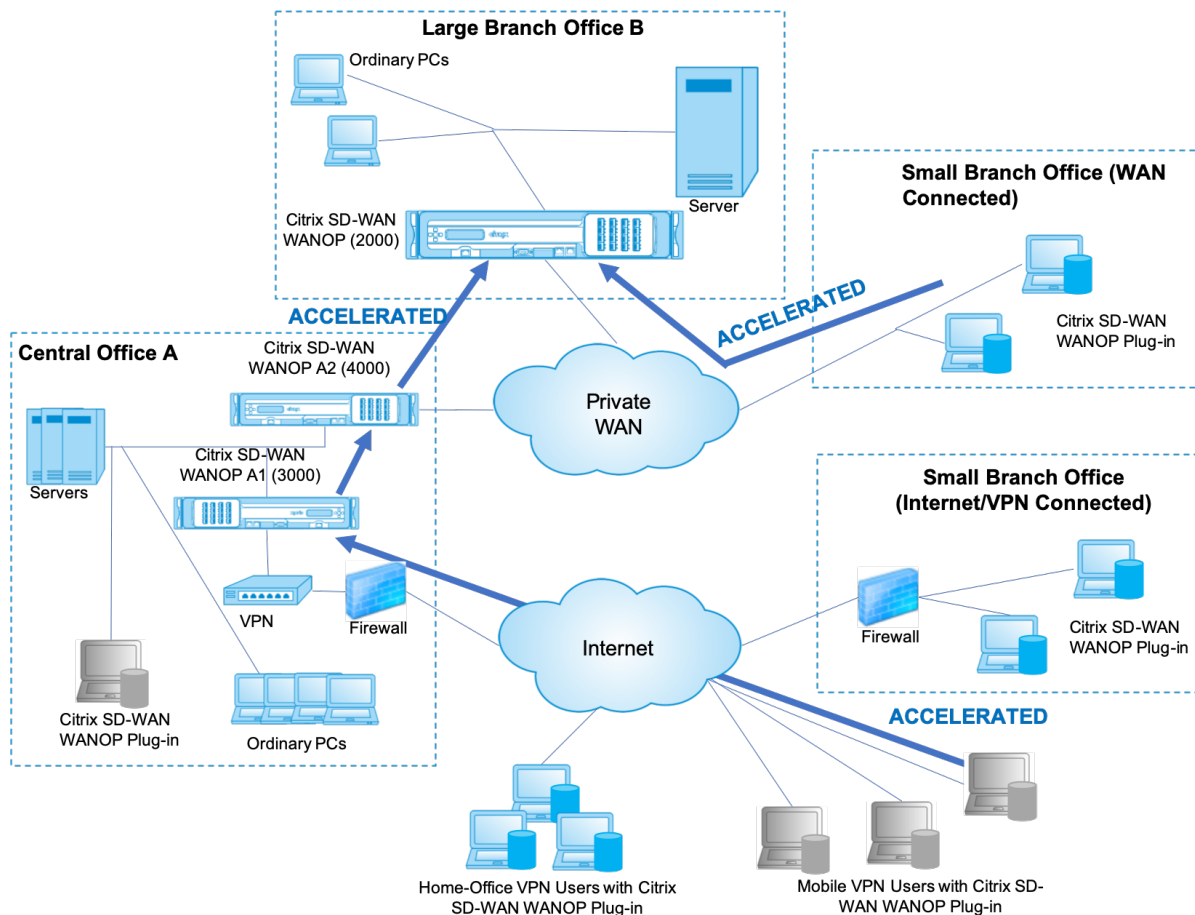 Large Branch Office B
Ordinary PCs
Server
Citrix SD-WAN
WANOP (2000)
Small Branch Office (WAN
Connected)
Citrix SD-WAN
WANOP Plug-in
ACCELERATED
ACCELERATED
Central Office A
Citrix SD-WAN
WANOP A2 (4000)
Private
WAN
Citrix SD-WAN
WANOP A1 (3000)
Servers
VPN
Firewall
Citrix SD-WAN
WANOP Plug-in
Ordinary PCs
Internet
Small Branch Office
(Internet/VPN Connected)
Firewall
Citrix SD-WAN
WANOP Plug-in
ACCELERATED
Home-Office VPN Users with Citrix
SD-WAN WANOP Plug-in
Mobile VPN Users with Citrix SD-
WAN WANOP Plug-in